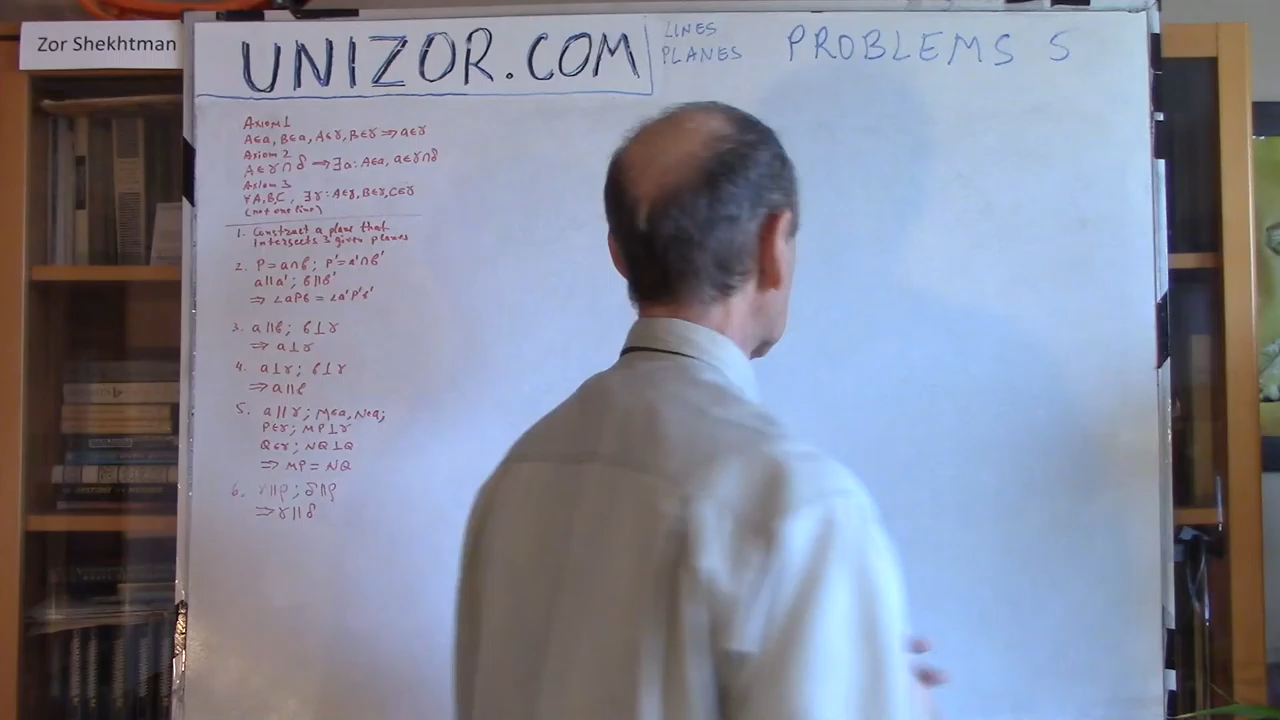 Zor Shekhtman
UNIZOR.COM
LINES
PLANES
PROBLEMS 5
Axiom 1
A∈a, B∈a, A∈γ, B∈γ ⇒ a∈γ
Axiom 2
A∈γ∩δ ⇒ ∃a: A∈a, a∈γ∩δ
Axiom 3
∀A,B,C, ∃γ: A∈γ, B∈γ, C∈γ
(not one line)
1. Construct a plane that
intersects 3 given planes
2. P=a∩b; P'=a'∩b'
a∥a'; b∥b'
⇒ ∠aPb = ∠a'P'b'
3. a∥b; b⊥γ
⇒ a⊥γ
4. a⊥γ; b⊥γ
⇒ a∥b
5. a∥γ; M∈a, N∈a;
P∈γ; MP⊥γ
Q∈γ; NQ⊥Q
⇒ MP = NQ
6. γ∥ρ; δ∥ρ
⇒ γ∥δ